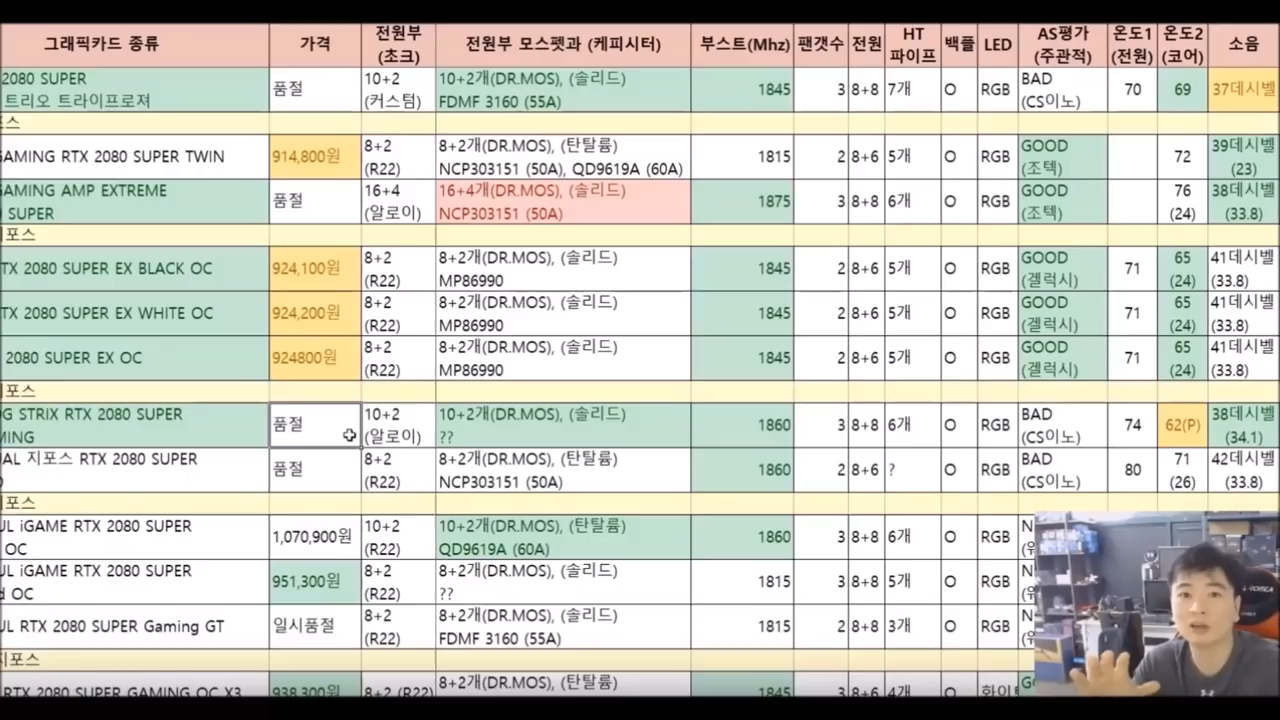 그래픽카드 종류 가격 전원부 (초크) 전원부 모스펫과 (케피시터) 부스트(Mhz) 팬갯수 전원 HT 파이프 백플 LED AS평가 (주관적) 온도1 (전원) 온도2 (코어) 소음
2080 SUPER 트리오 트라이프로져 품절 10+2 (커스텀) 10+2개(DR.MOS), (솔리드) FDMF 3160 (55A) 1845 3 8+8 7개 O RGB BAD (CS이노) 70 69 37데시벨
포스
GAMING RTX 2080 SUPER TWIN 914,800원 8+2 (R22) 8+2개(DR.MOS), (탄탈륨) NCP303151 (50A), QD9619A (60A) 1815 2 8+6 5개 O RGB GOOD (조텍) 72 39데시벨 (23)
GAMING AMP EXTREME SUPER 품절 16+4 (알로이) 16+4개(DR.MOS), (솔리드) NCP303151 (50A) 1875 3 8+8 6개 O RGB GOOD (조텍) 76 (24) 38데시벨 (33.8)
지포스
TX 2080 SUPER EX BLACK OC 924,100원 8+2 (R22) 8+2개(DR.MOS), (솔리드) MP86990 1845 2 8+6 5개 O RGB GOOD (겔럭시) 71 65 (24) 41데시벨 (33.8)
TX 2080 SUPER EX WHITE OC 924,200원 8+2 (R22) 8+2개(DR.MOS), (솔리드) MP86990 1845 2 8+6 5개 O RGB GOOD (겔럭시) 71 65 (24) 41데시벨 (33.8)
2080 SUPER EX OC 924800원 8+2 (R22) 8+2개(DR.MOS), (솔리드) MP86990 1845 2 8+6 5개 O RGB GOOD (겔럭시) 71 65 (24) 41데시벨 (33.8)
지포스
OG STRIX RTX 2080 SUPER MING 품절 10+2 (알로이) 10+2개(DR.MOS), (솔리드) ?? 1860 3 8+8 6개 O RGB BAD (CS이노) 74 62(P) 38데시벨 (34.1)
UAL 지포스 RTX 2080 SUPER 품절 8+2 (R22) 8+2개(DR.MOS), (탄탈륨) NCP303151 (50A) 1860 2 8+6 ? O RGB BAD (CS이노) 80 71 (26) 42데시벨 (33.8)
지포스
UL iGAME RTX 2080 SUPER OC 1,070,900원 10+2 (R22) 10+2개(DR.MOS), (탄탈륨) QD9619A (60A) 1860 3 8+8 6개 O RGB N
UL iGAME RTX 2080 SUPER d OC 951,300원 8+2 (R22) 8+2개(DR.MOS), (솔리드) ?? 1815 3 8+8 5개 O RGB N
UL RTX 2080 SUPER Gaming GT 일시품절 8+2 (R22) 8+2개(DR.MOS), (솔리드) FDMF 3160 (55A) 1815 2 8+8 3개 O RGB N
지포스
RTX 2080 SUPER GAMING OC X3 938,300원 8+2 (R22) 8+2개(DR.MOS), (탄탈륨) 1845 3 8+6 4개 O 화이트